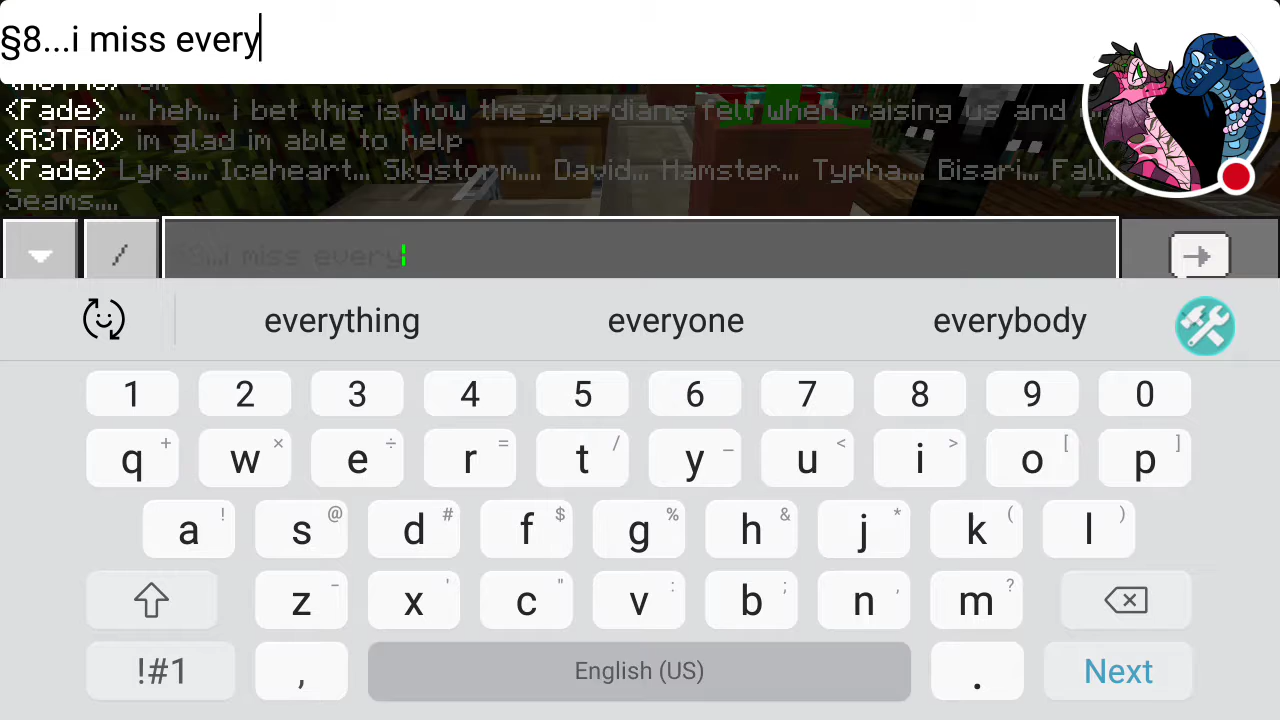 §8...i miss every
<Fade> ... heh... i bet this is how the guardians felt when raising us and
<R3TR0> im glad im able to help
<Fade> Lyra... Iceheart... Skystorm.... David... Hamster... Typha.... Bisari... Fall
Seams....
/ §8...i miss every
everything everyone everybody
1 2 3 4 5 6 7 8 9 0
q + w × e ÷ r = t / y _ u < i > o [ p ]
a ! s @ d # f $ g % h & j * k ( l )
z - x ' c " v : b ; n , m ?
!#1 , English (US) . Next